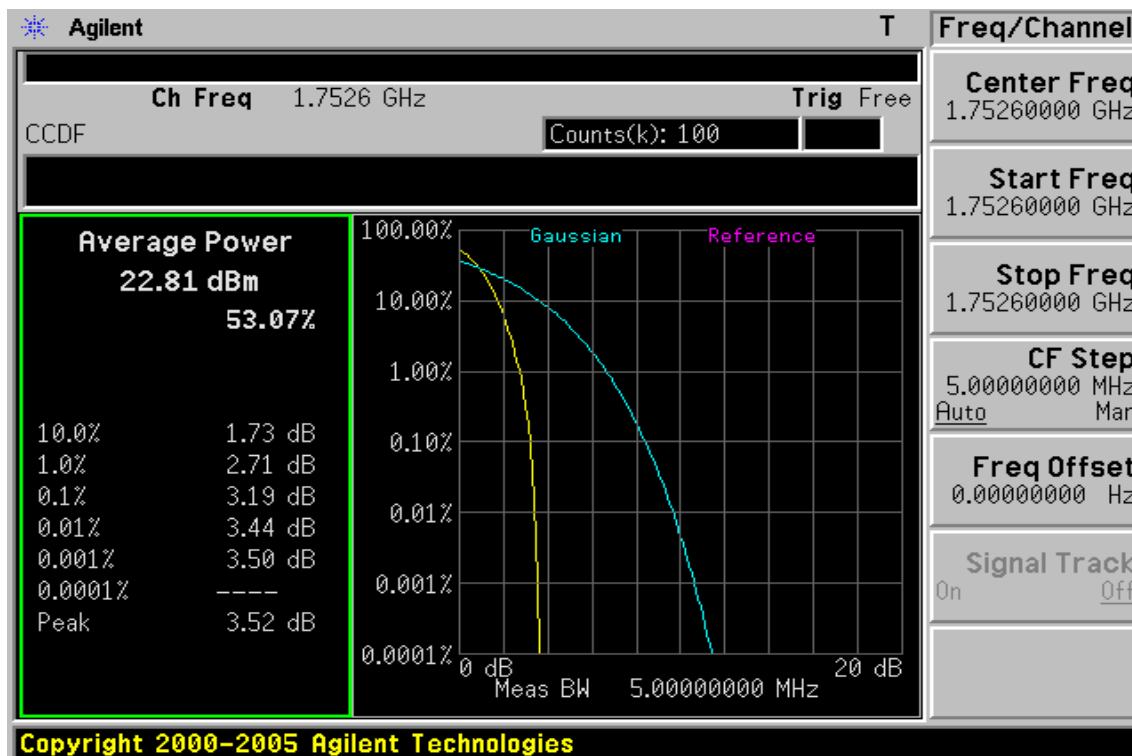 Agilent T
Ch Freq 1.7526 GHz Trig Free
CCDF Counts(k): 100
Average Power
22.81 dBm
53.07%
10.0% 1.73 dB
1.0% 2.71 dB
0.1% 3.19 dB
0.01% 3.44 dB
0.001% 3.50 dB
0.0001% ----
Peak 3.52 dB
100.00%
Gaussian Reference
10.00%
1.00%
0.10%
0.01%
0.001%
0.0001%
0 dB 20 dB
Meas BW 5.00000000 MHz
Freq/Channel
Center Freq
1.75260000 GHz
Start Freq
1.75260000 GHz
Stop Freq
1.75260000 GHz
CF Step
5.00000000 MHz
Auto Man
Freq Offset
0.00000000 Hz
Signal Track
On Off
Copyright 2000-2005 Agilent Technologies